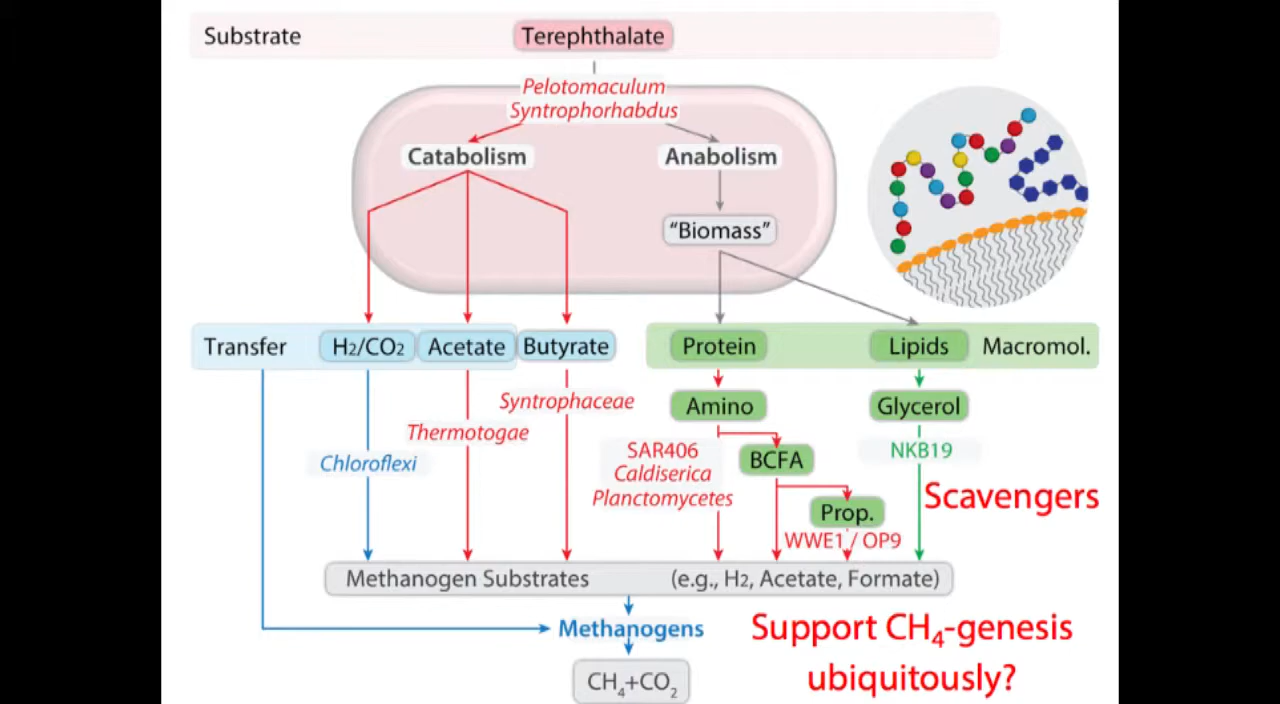 Substrate
Terephthalate
Pelotomaculum
Syntrophorhabdus
Catabolism
Anabolism
“Biomass”
Transfer
H₂/CO₂
Acetate
Butyrate
Protein
Lipids
Macromol.
Syntrophaceae
Thermotogae
Chloroflexi
Amino
Glycerol
SAR406
Caldiserica
Planctomycetes
BCFA
NKB19
Prop.
WWE1 / OP9
Scavengers
Methanogen Substrates (e.g., H₂, Acetate, Formate)
Methanogens
CH₄+CO₂
Support CH₄-genesis
ubiquitously?